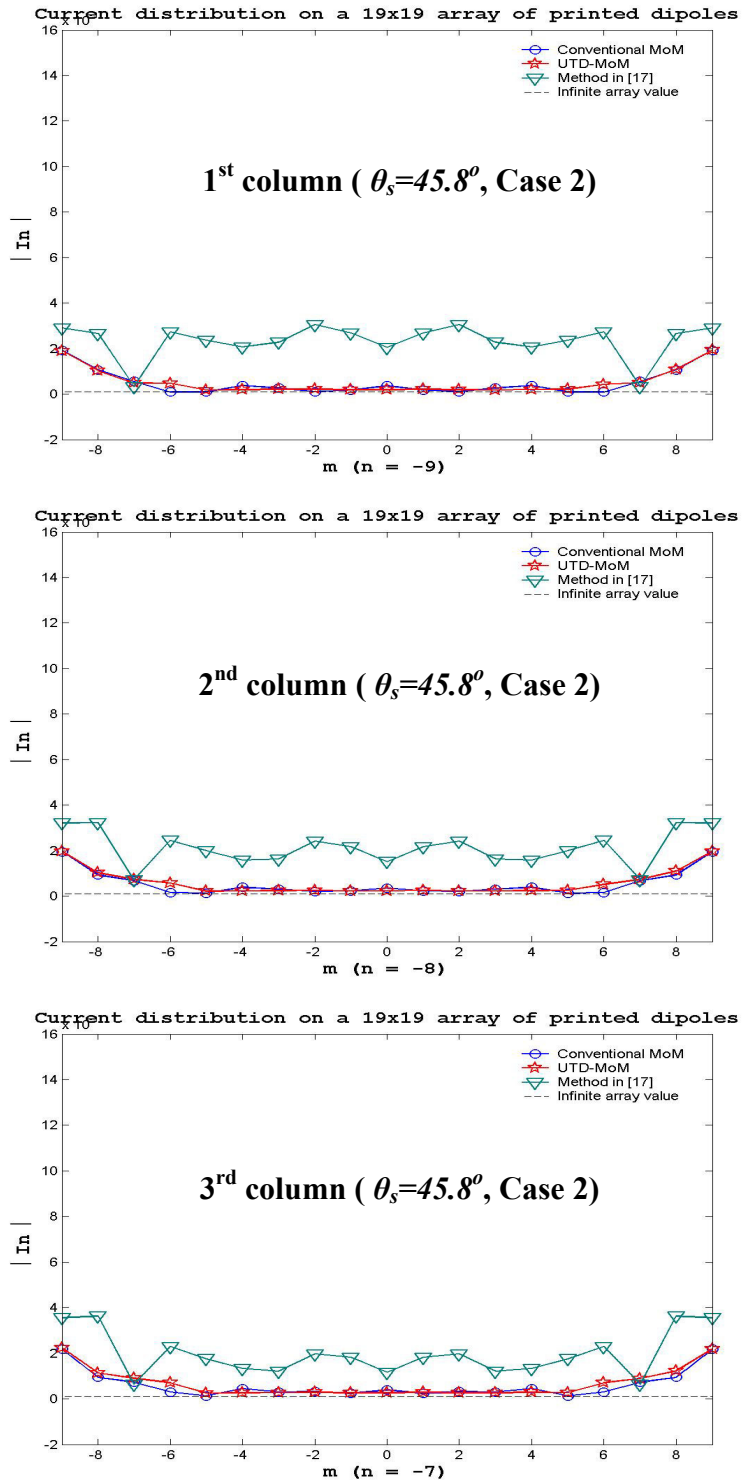 Current distribution on a 19x19 array of printed dipoles
16
Conventional MoM
UTD-MoM
14
Method in [17]
Infinite array value
12
10
1st column ( θs=45.8o, Case 2)
8
| In |
6
4
2
0
-2
-8 -6 -4 -2 0 2 4 6 8
m (n = -9)
Current distribution on a 19x19 array of printed dipoles
16
Conventional MoM
UTD-MoM
14
Method in [17]
Infinite array value
12
10
2nd column ( θs=45.8o, Case 2)
8
| In |
6
4
2
0
-2
-8 -6 -4 -2 0 2 4 6 8
m (n = -8)
Current distribution on a 19x19 array of printed dipoles
16
Conventional MoM
UTD-MoM
14
Method in [17]
Infinite array value
12
10
3rd column ( θs=45.8o, Case 2)
8
| In |
6
4
2
0
-2
-8 -6 -4 -2 0 2 4 6 8
m (n = -7)